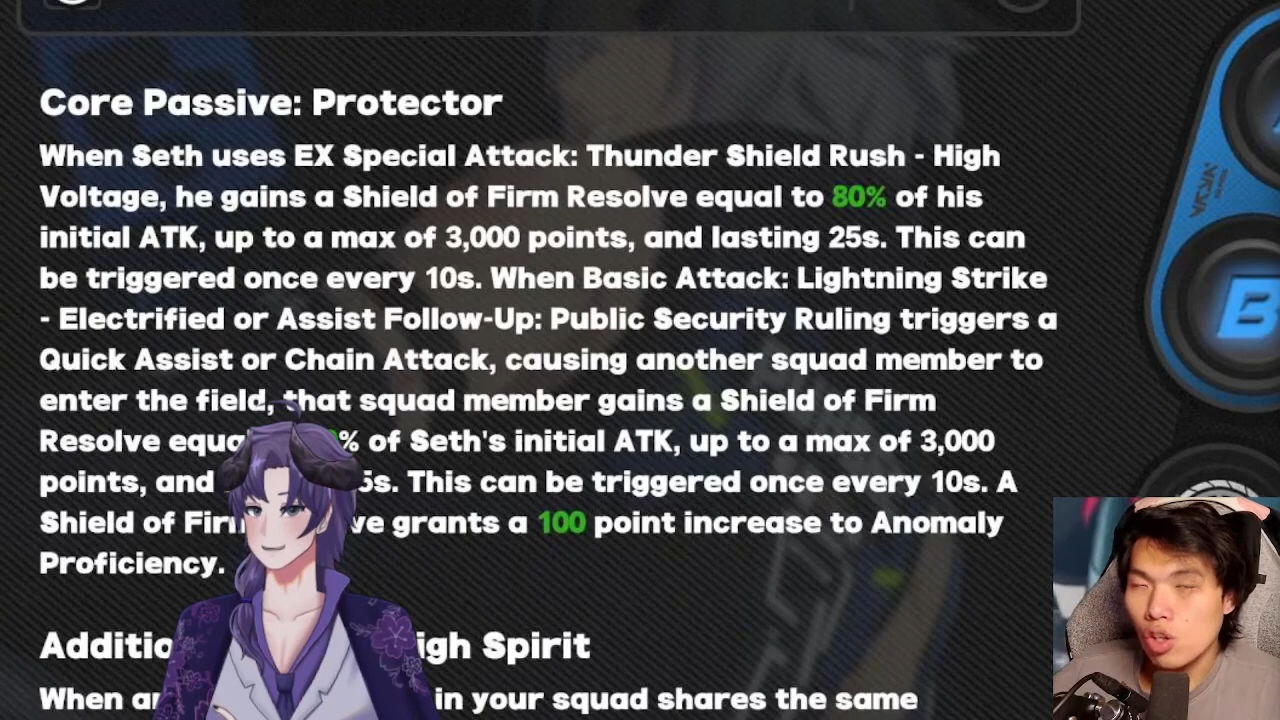 Core Passive: Protector
When Seth uses EX Special Attack: Thunder Shield Rush - High
Voltage, he gains a Shield of Firm Resolve equal to 80% of his
initial ATK, up to a max of 3,000 points, and lasting 25s. This can
be triggered once every 10s. When Basic Attack: Lightning Strike
- Electrified or Assist Follow-Up: Public Security Ruling triggers a
Quick Assist or Chain Attack, causing another squad member to
enter the field, that squad member gains a Shield of Firm
Resolve % of Seth's initial ATK, up to a max of 3,000
points, and 5s. This can be triggered once every 10s. A
Shield of grants a 100 point increase to Anomaly
Proficiency.
Spirit
When in your squad shares the same